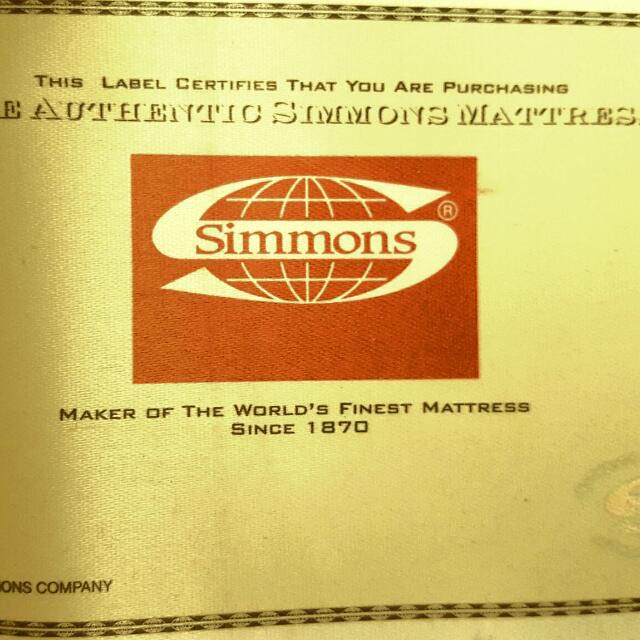 THIS LABEL CERTIFIES THAT YOU ARE PURCHASING
E AUTHENTIC SIMMONS MATTRES
Simmons ®
MAKER OF THE WORLD'S FINEST MATTRESS
SINCE 1870
ONS COMPANY